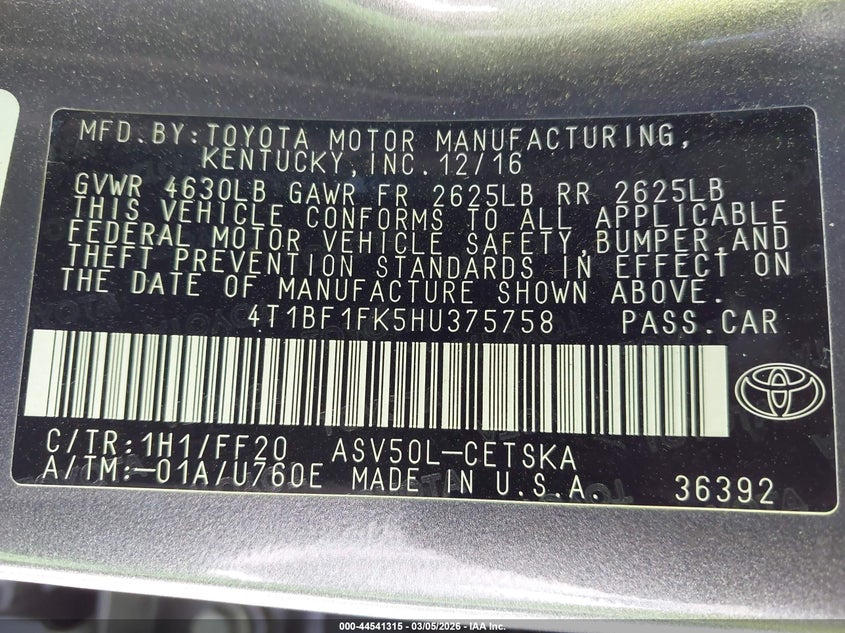 MFD.BY:TOYOTA MOTOR MANUFACTURING,
KENTUCKY,INC.12/16
GVWR 4630LB GAWR FR 2625LB RR 2625LB
THIS VEHICLE CONFORMS TO ALL APPLICABLE
FEDERAL MOTOR VEHICLE SAFETY,BUMPER,AND
THEFT PREVENTION STANDARDS IN EFFECT ON
THE DATE OF MANUFACTURE SHOWN ABOVE.
4T1BF1FK5HU375758 PASS.CAR
C/TR:1H1/FF20 ASV50L-CETSKA
A/TM:-01A/U760E MADE IN U.S.A. 36392
000-44541315 - 03/05/2026 - IAA Inc.